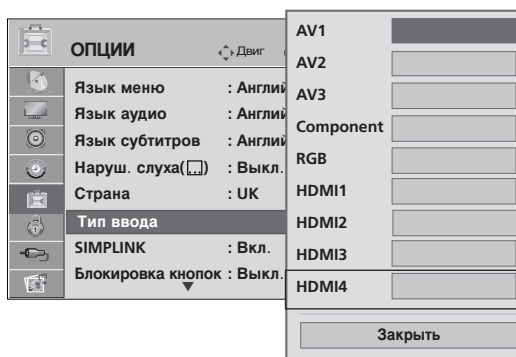 ОПЦИИ
Двиг
Язык меню : Англий
Язык аудио : Англий
Язык субтитров : Англий
Наруш. слуха( ) : Выкл.
Страна : UK
Тип ввода
SIMPLINK : Вкл.
Блокировка кнопок : Выкл.
AV1
AV2
AV3
Component
RGB
HDMI1
HDMI2
HDMI3
HDMI4
Закрыть